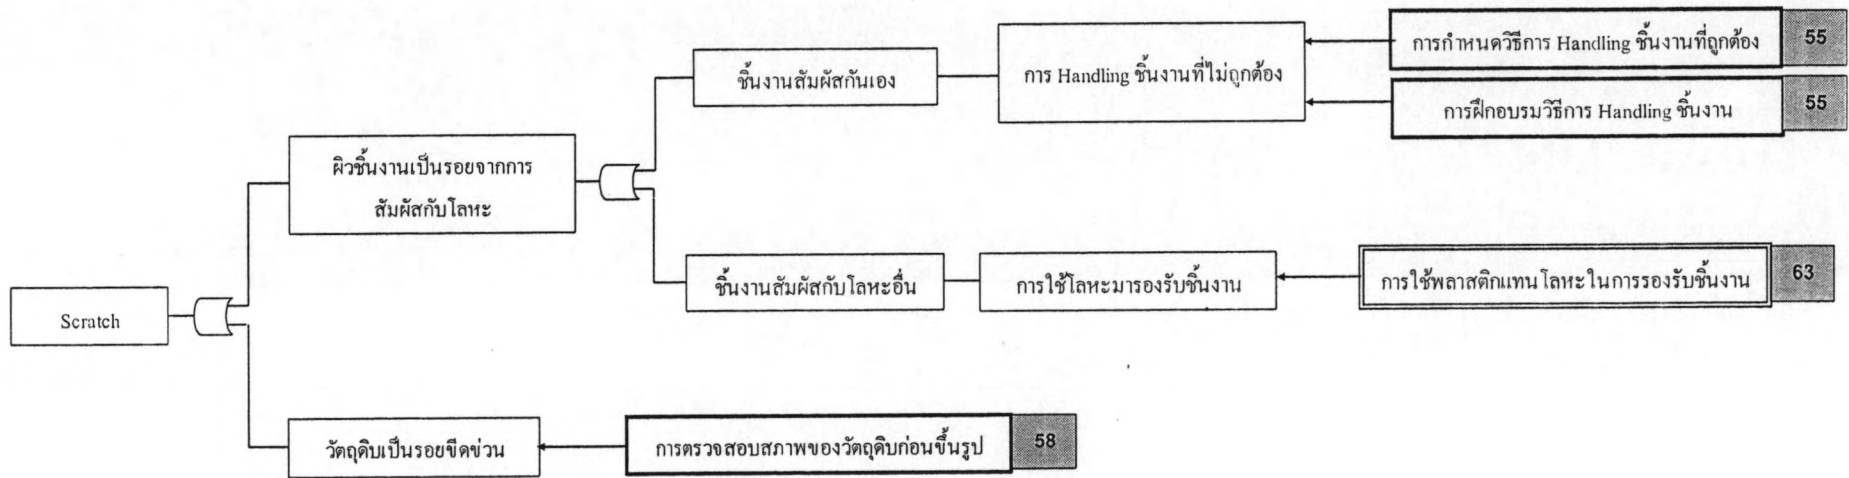 การกำหนดวิธีการ Handling ชิ้นงานที่ถูกต้อง 55
ชิ้นงานสัมผัสกันเอง
การ Handling ชิ้นงานที่ไม่ถูกต้อง
การฝึกอบรมวิธีการ Handling ชิ้นงาน 55
ผิวชิ้นงานเป็นรอยจากการ
สัมผัสกับโลหะ
ชิ้นงานสัมผัสกับโลหะอื่น
การใช้โลหะมารองรับชิ้นงาน
การใช้พลาสติกแทนโลหะในการรองรับชิ้นงาน 63
Scratch
วัตถุดิบเป็นรอยขีดข่วน
การตรวจสอบสภาพของวัตถุดิบก่อนขึ้นรูป 58